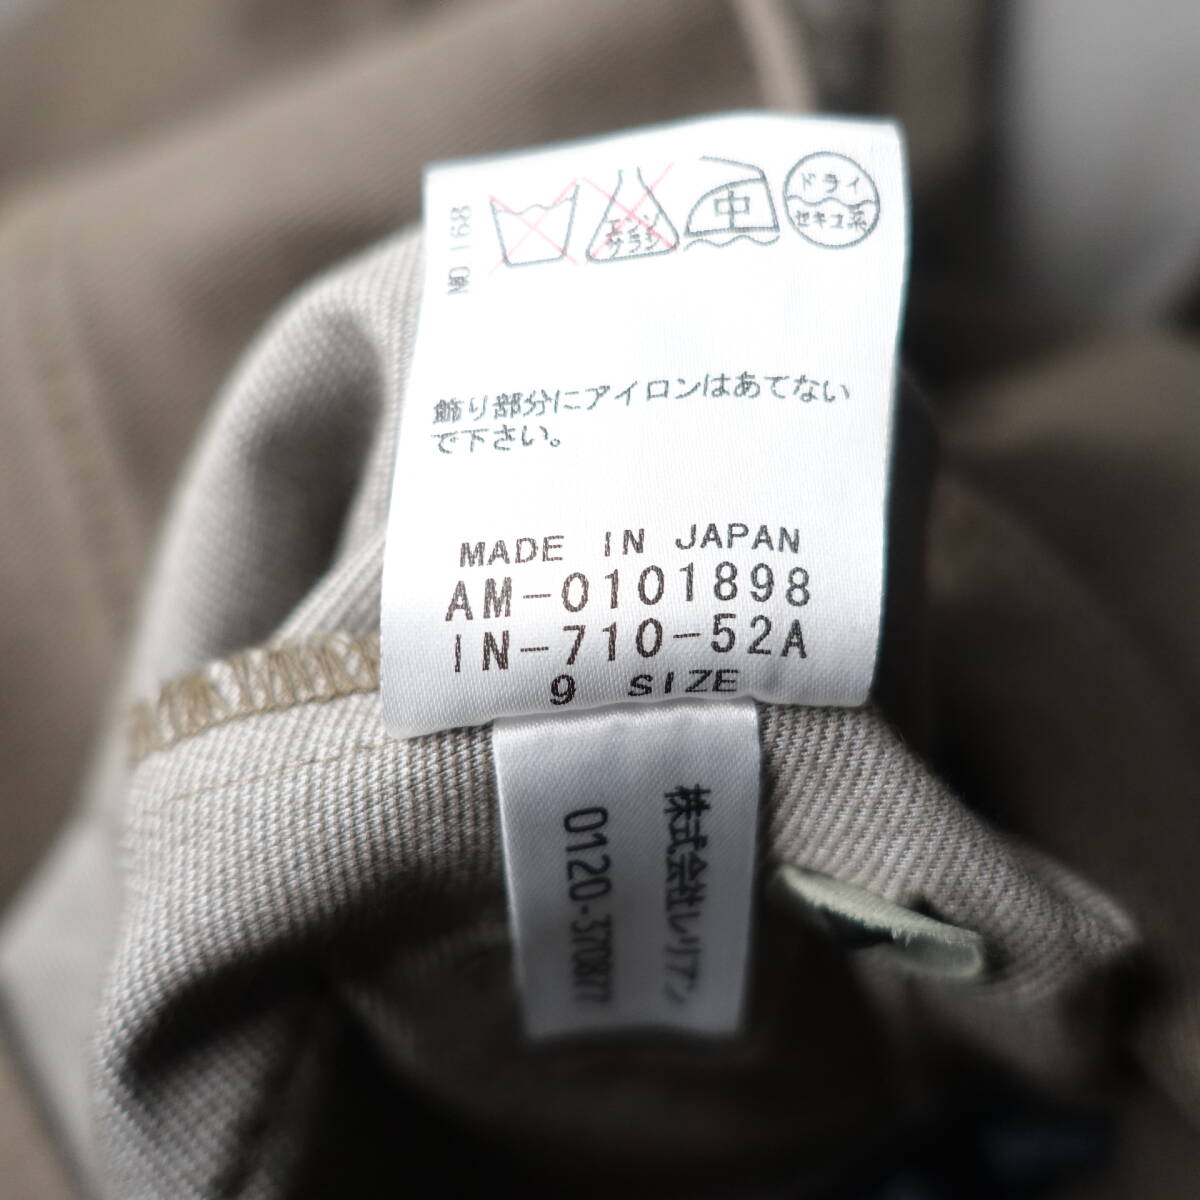 NO 168
エンソ
サラシ
中
ドライ
セキユ系
飾り部分にアイロンはあてない
で下さい。
MADE IN JAPAN
AM-0101898
IN-710-52A
9 SIZE
株式会社レリアン
0120-370877